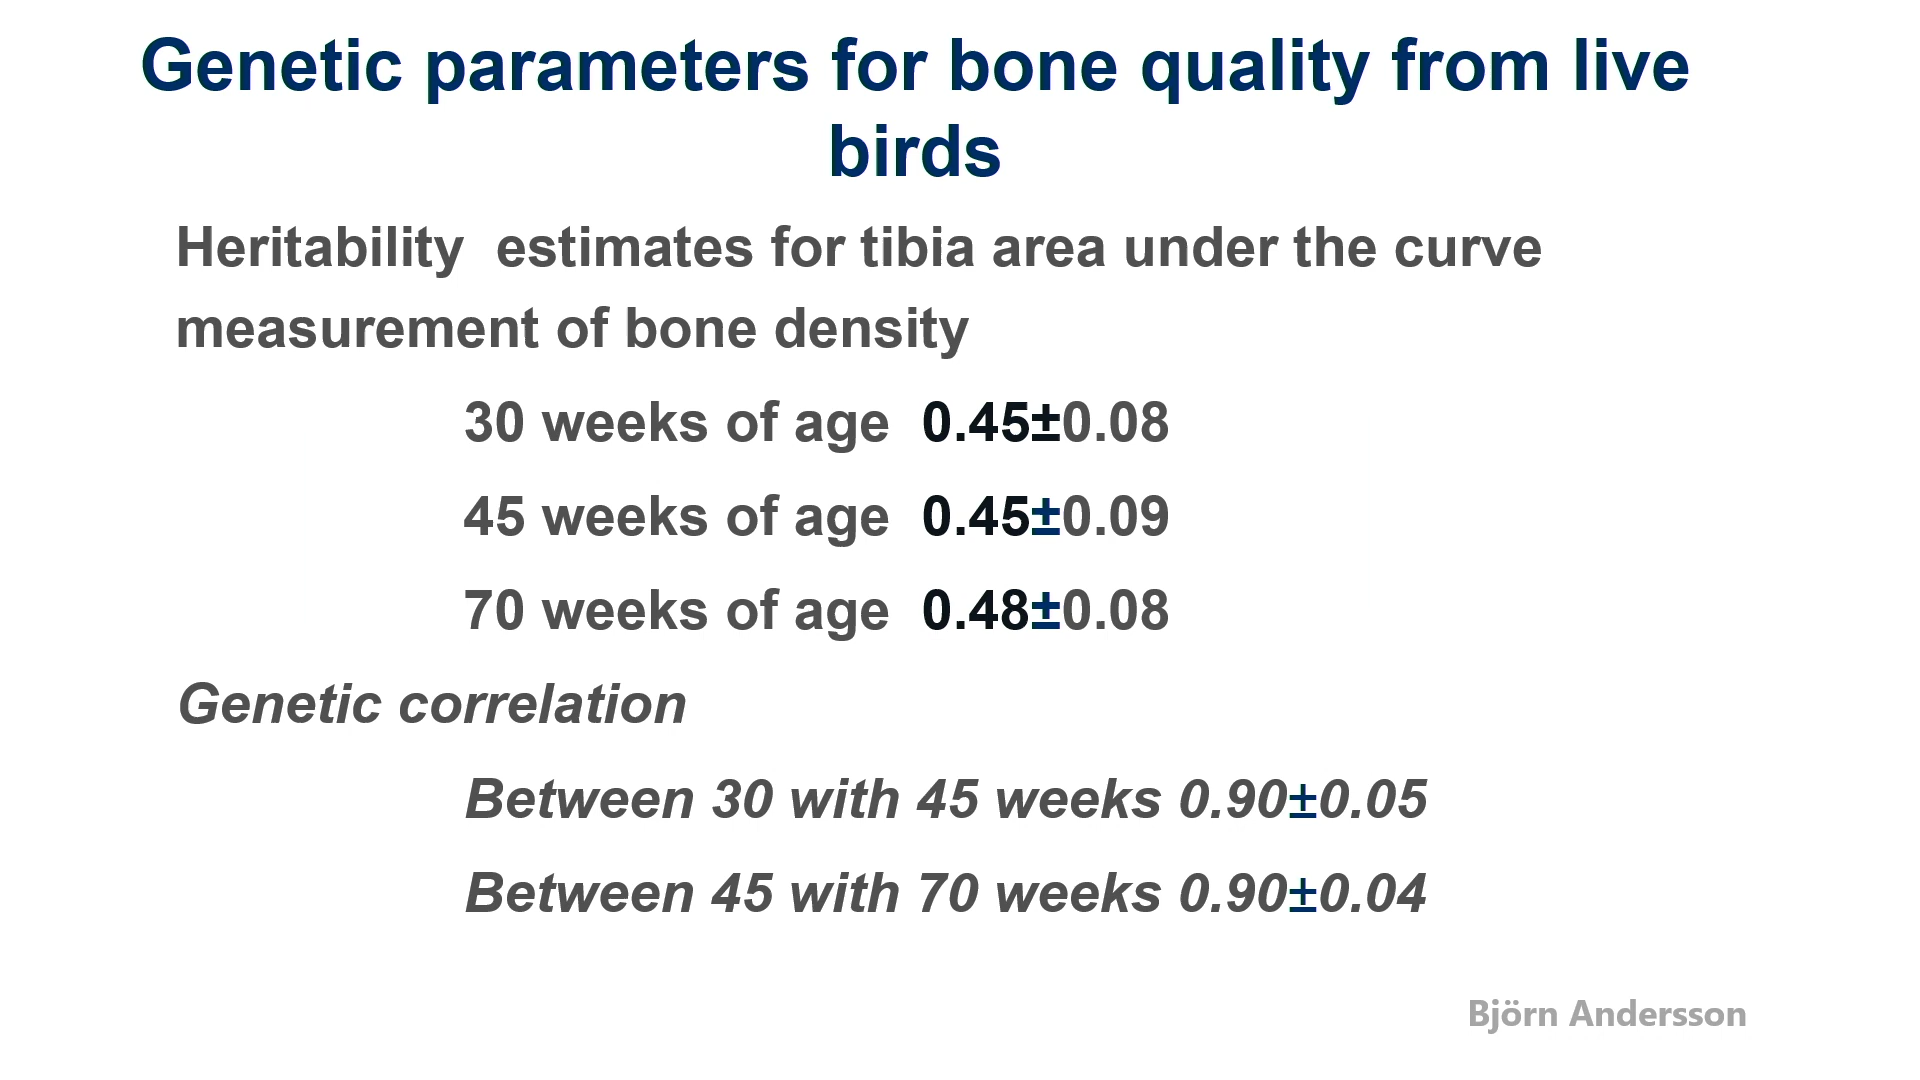 Genetic parameters for bone quality from live
birds
Heritability  estimates for tibia area under the curve
measurement of bone density
30 weeks of age  0.45±0.08
45 weeks of age  0.45±0.09
70 weeks of age  0.48±0.08
Genetic correlation
Between 30 with 45 weeks 0.90±0.05
Between 45 with 70 weeks 0.90±0.04
Björn Andersson